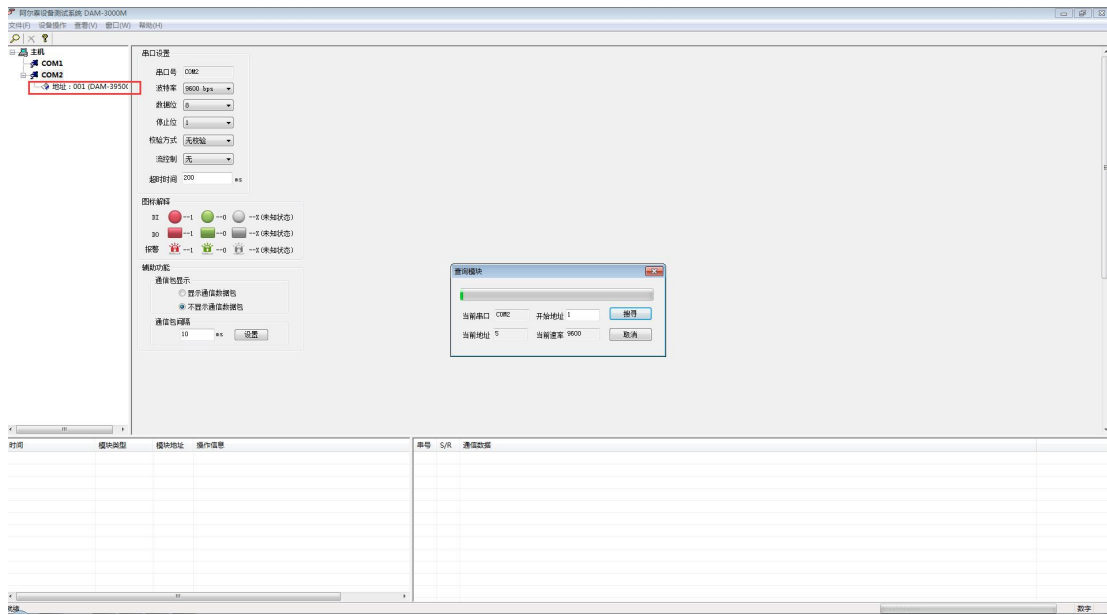 阿尔泰设备测试系统 DAM-3000M
文件(F) 设备操作 查看(V) 窗口(W) 帮助(H)
主机
COM1
COM2
地址：001 (DAM-3950(
串口设置
串口号 COM2
波特率 9600 bps
数据位 8
停止位 1
校验方式 无校验
流控制 无
超时时间 200 ms
图标解释
DI --1 --0 --X(未知状态)
DO --1 --0 --X(未知状态)
报警 --1 --0 --X(未知状态)
辅助功能
通信包显示
显示通信数据包
不显示通信数据包
通信包间隔
10 ms 设置
查询模块
当前串口 COM2 开始地址 1 搜寻
当前地址 5 当前速率 9600 取消
时间 模块类型 模块地址 操作信息
串号 S/R 通信数据
就绪 数字